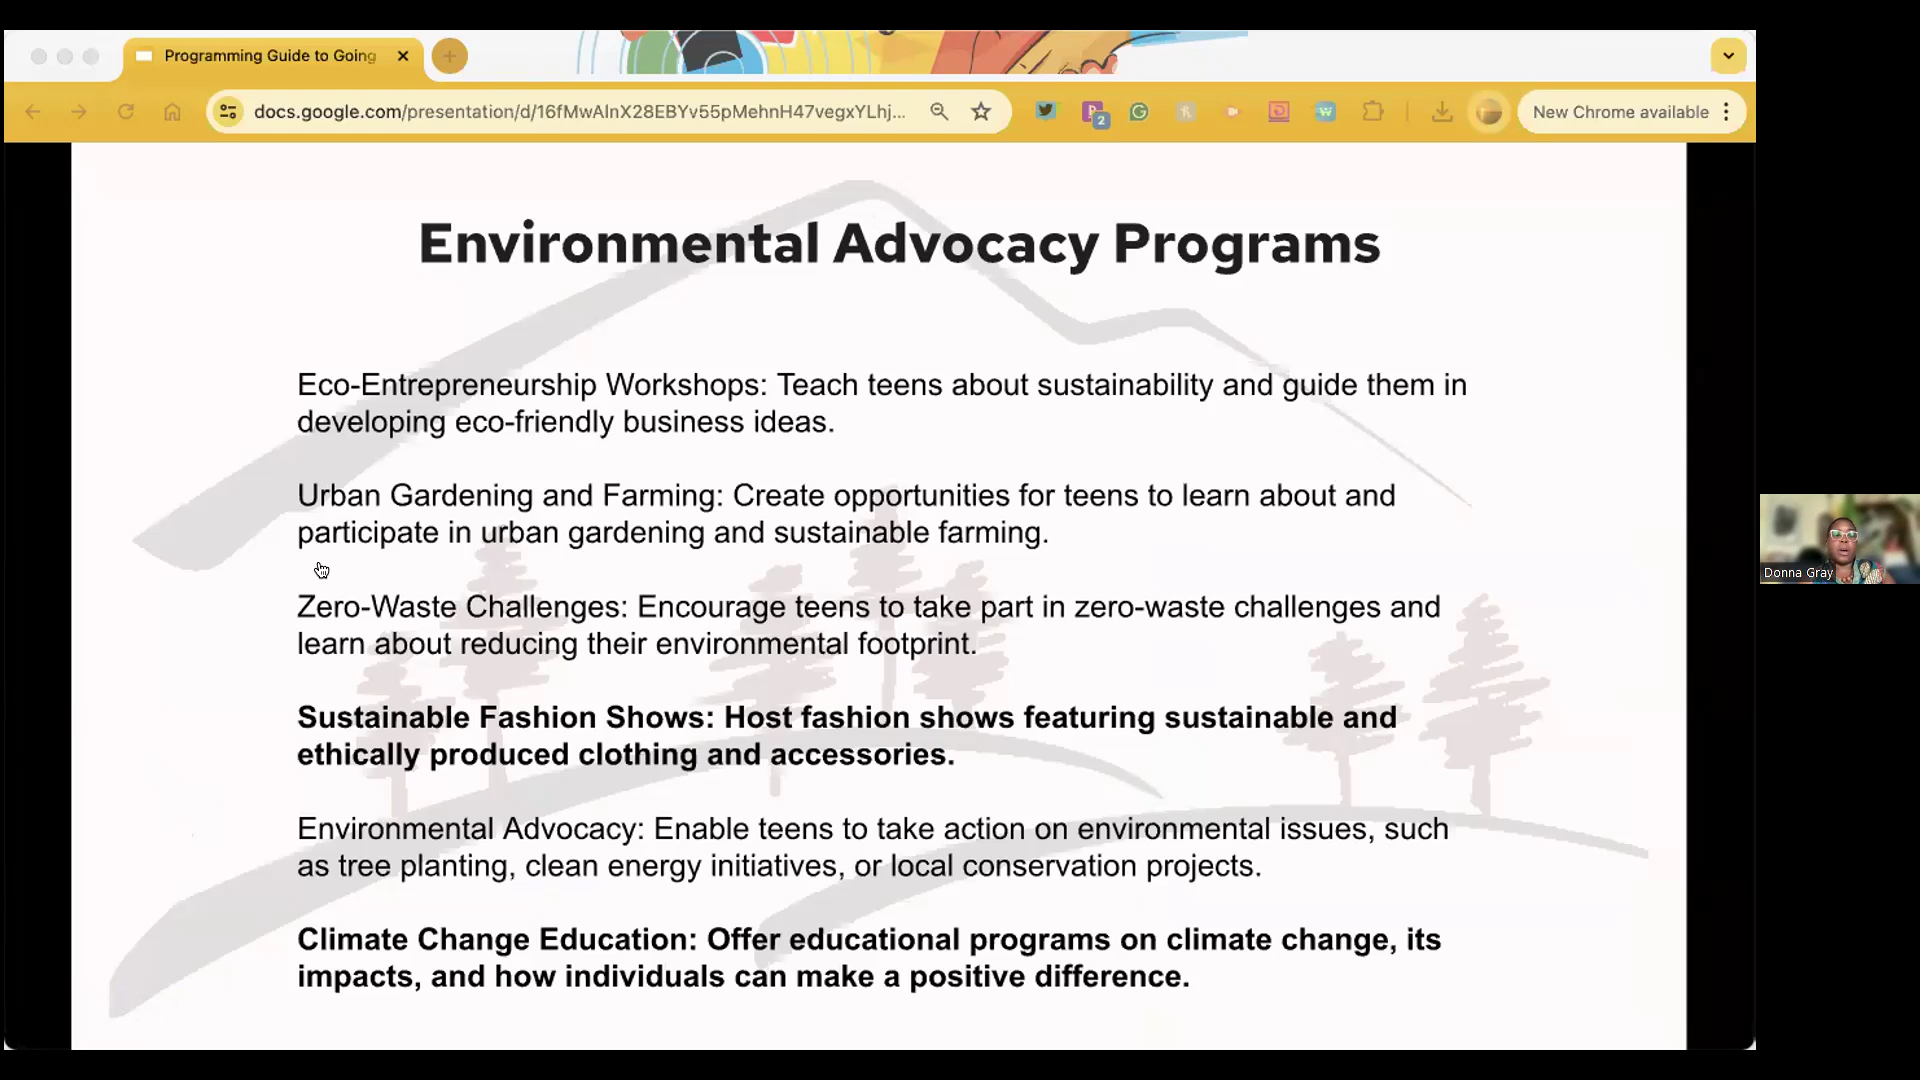 Programming Guide to Going
docs.google.com/presentation/d/16fMwAlnX28EBYv55pMehnH47vegxYLhj...
2
New Chrome available
Environmental Advocacy Programs
Eco-Entrepreneurship Workshops: Teach teens about sustainability and guide them in
developing eco-friendly business ideas.
Urban Gardening and Farming: Create opportunities for teens to learn about and
participate in urban gardening and sustainable farming.
Zero-Waste Challenges: Encourage teens to take part in zero-waste challenges and
learn about reducing their environmental footprint.
Sustainable Fashion Shows: Host fashion shows featuring sustainable and
ethically produced clothing and accessories.
Environmental Advocacy: Enable teens to take action on environmental issues, such
as tree planting, clean energy initiatives, or local conservation projects.
Climate Change Education: Offer educational programs on climate change, its
impacts, and how individuals can make a positive difference.
Donna Gray